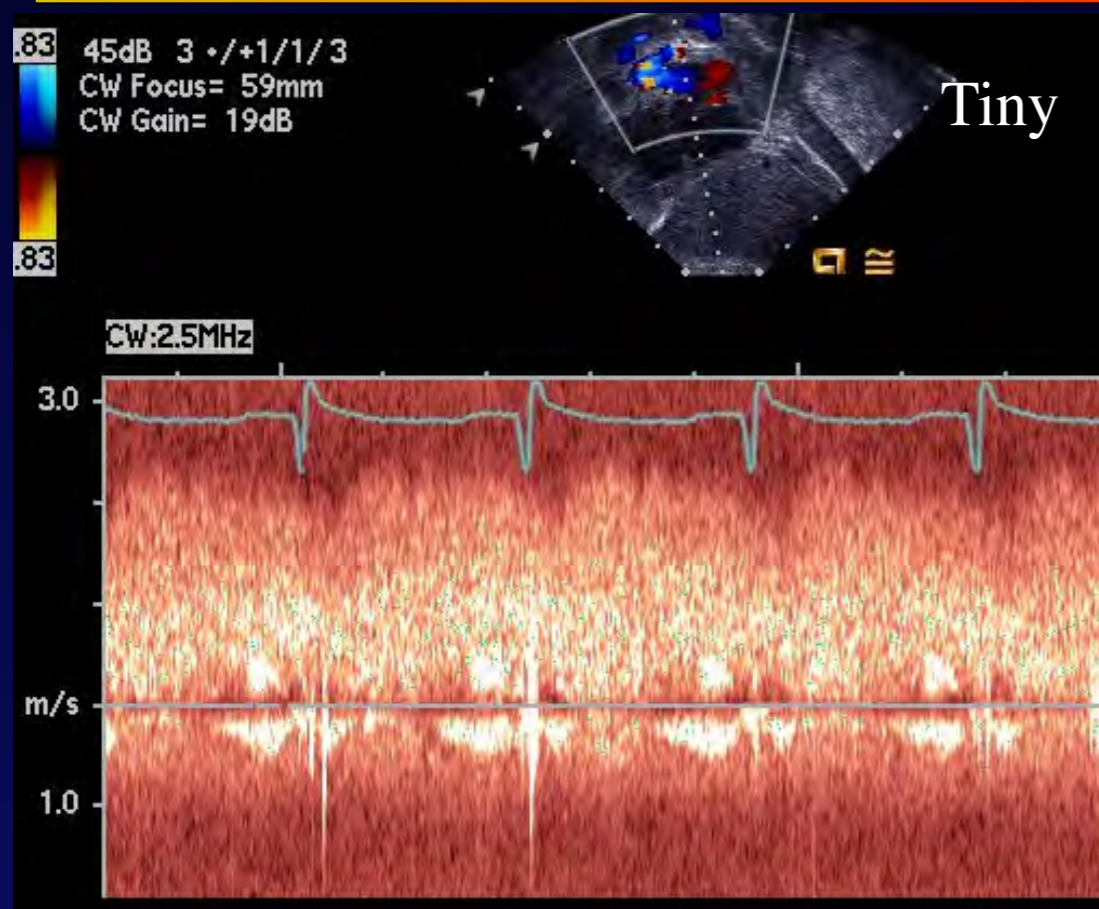 .83
45dB 3 •/+1/1/3
CW Focus= 59mm
CW Gain= 19dB
.83
Tiny
CW:2.5MHz
3.0
m/s
1.0